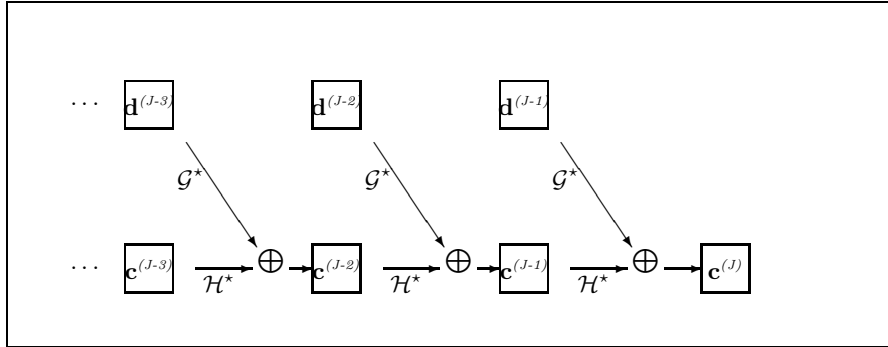 ... d^(J-3) d^(J-2) d^(J-1)
G* G* G*
... c^(J-3) ⊕ c^(J-2) ⊕ c^(J-1) ⊕ c^(J)
H* H* H*